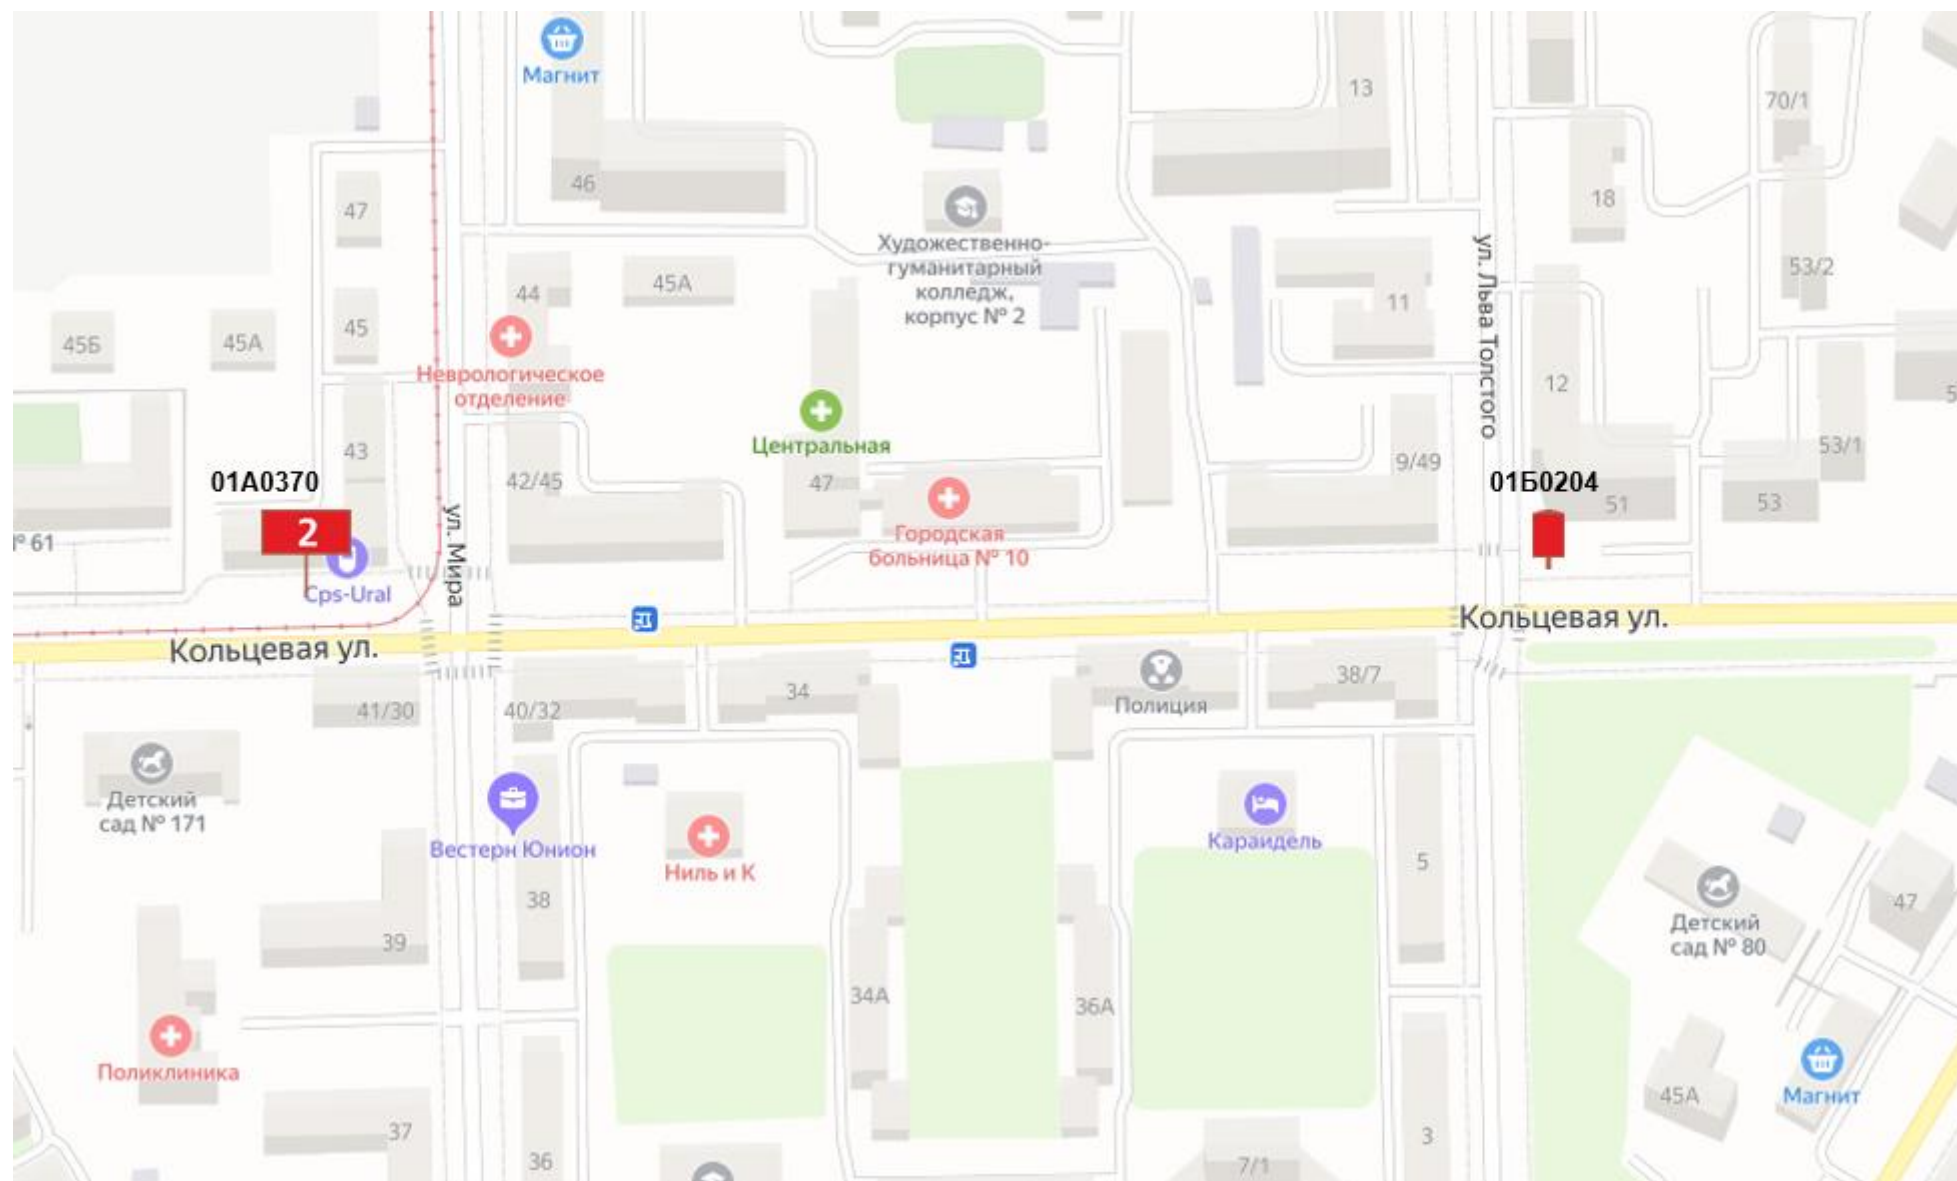 Магнит
13
70/1
46
47
18
Художественно-
гуманитарный
колледж,
корпус № 2
ул. Льва Толстого
53/2
44
45А
11
45Б
45А
45
Неврологическое
отделение
12
Центральная
43
42/45
47
9/49
53/1
01А0370
01Б0204
51
53
2
Городская
больница № 10
№ 61
ул. Мира
Cps-Ural
Кольцевая ул.
Кольцевая ул.
41/30
40/32
34
Полиция
38/7
Детский
сад № 171
Вестерн Юнион
Ниль и К
Караидель
5
38
39
47
Детский
сад № 80
34А
36А
Поликлиника
45А
Магнит
37
36
3
7/1